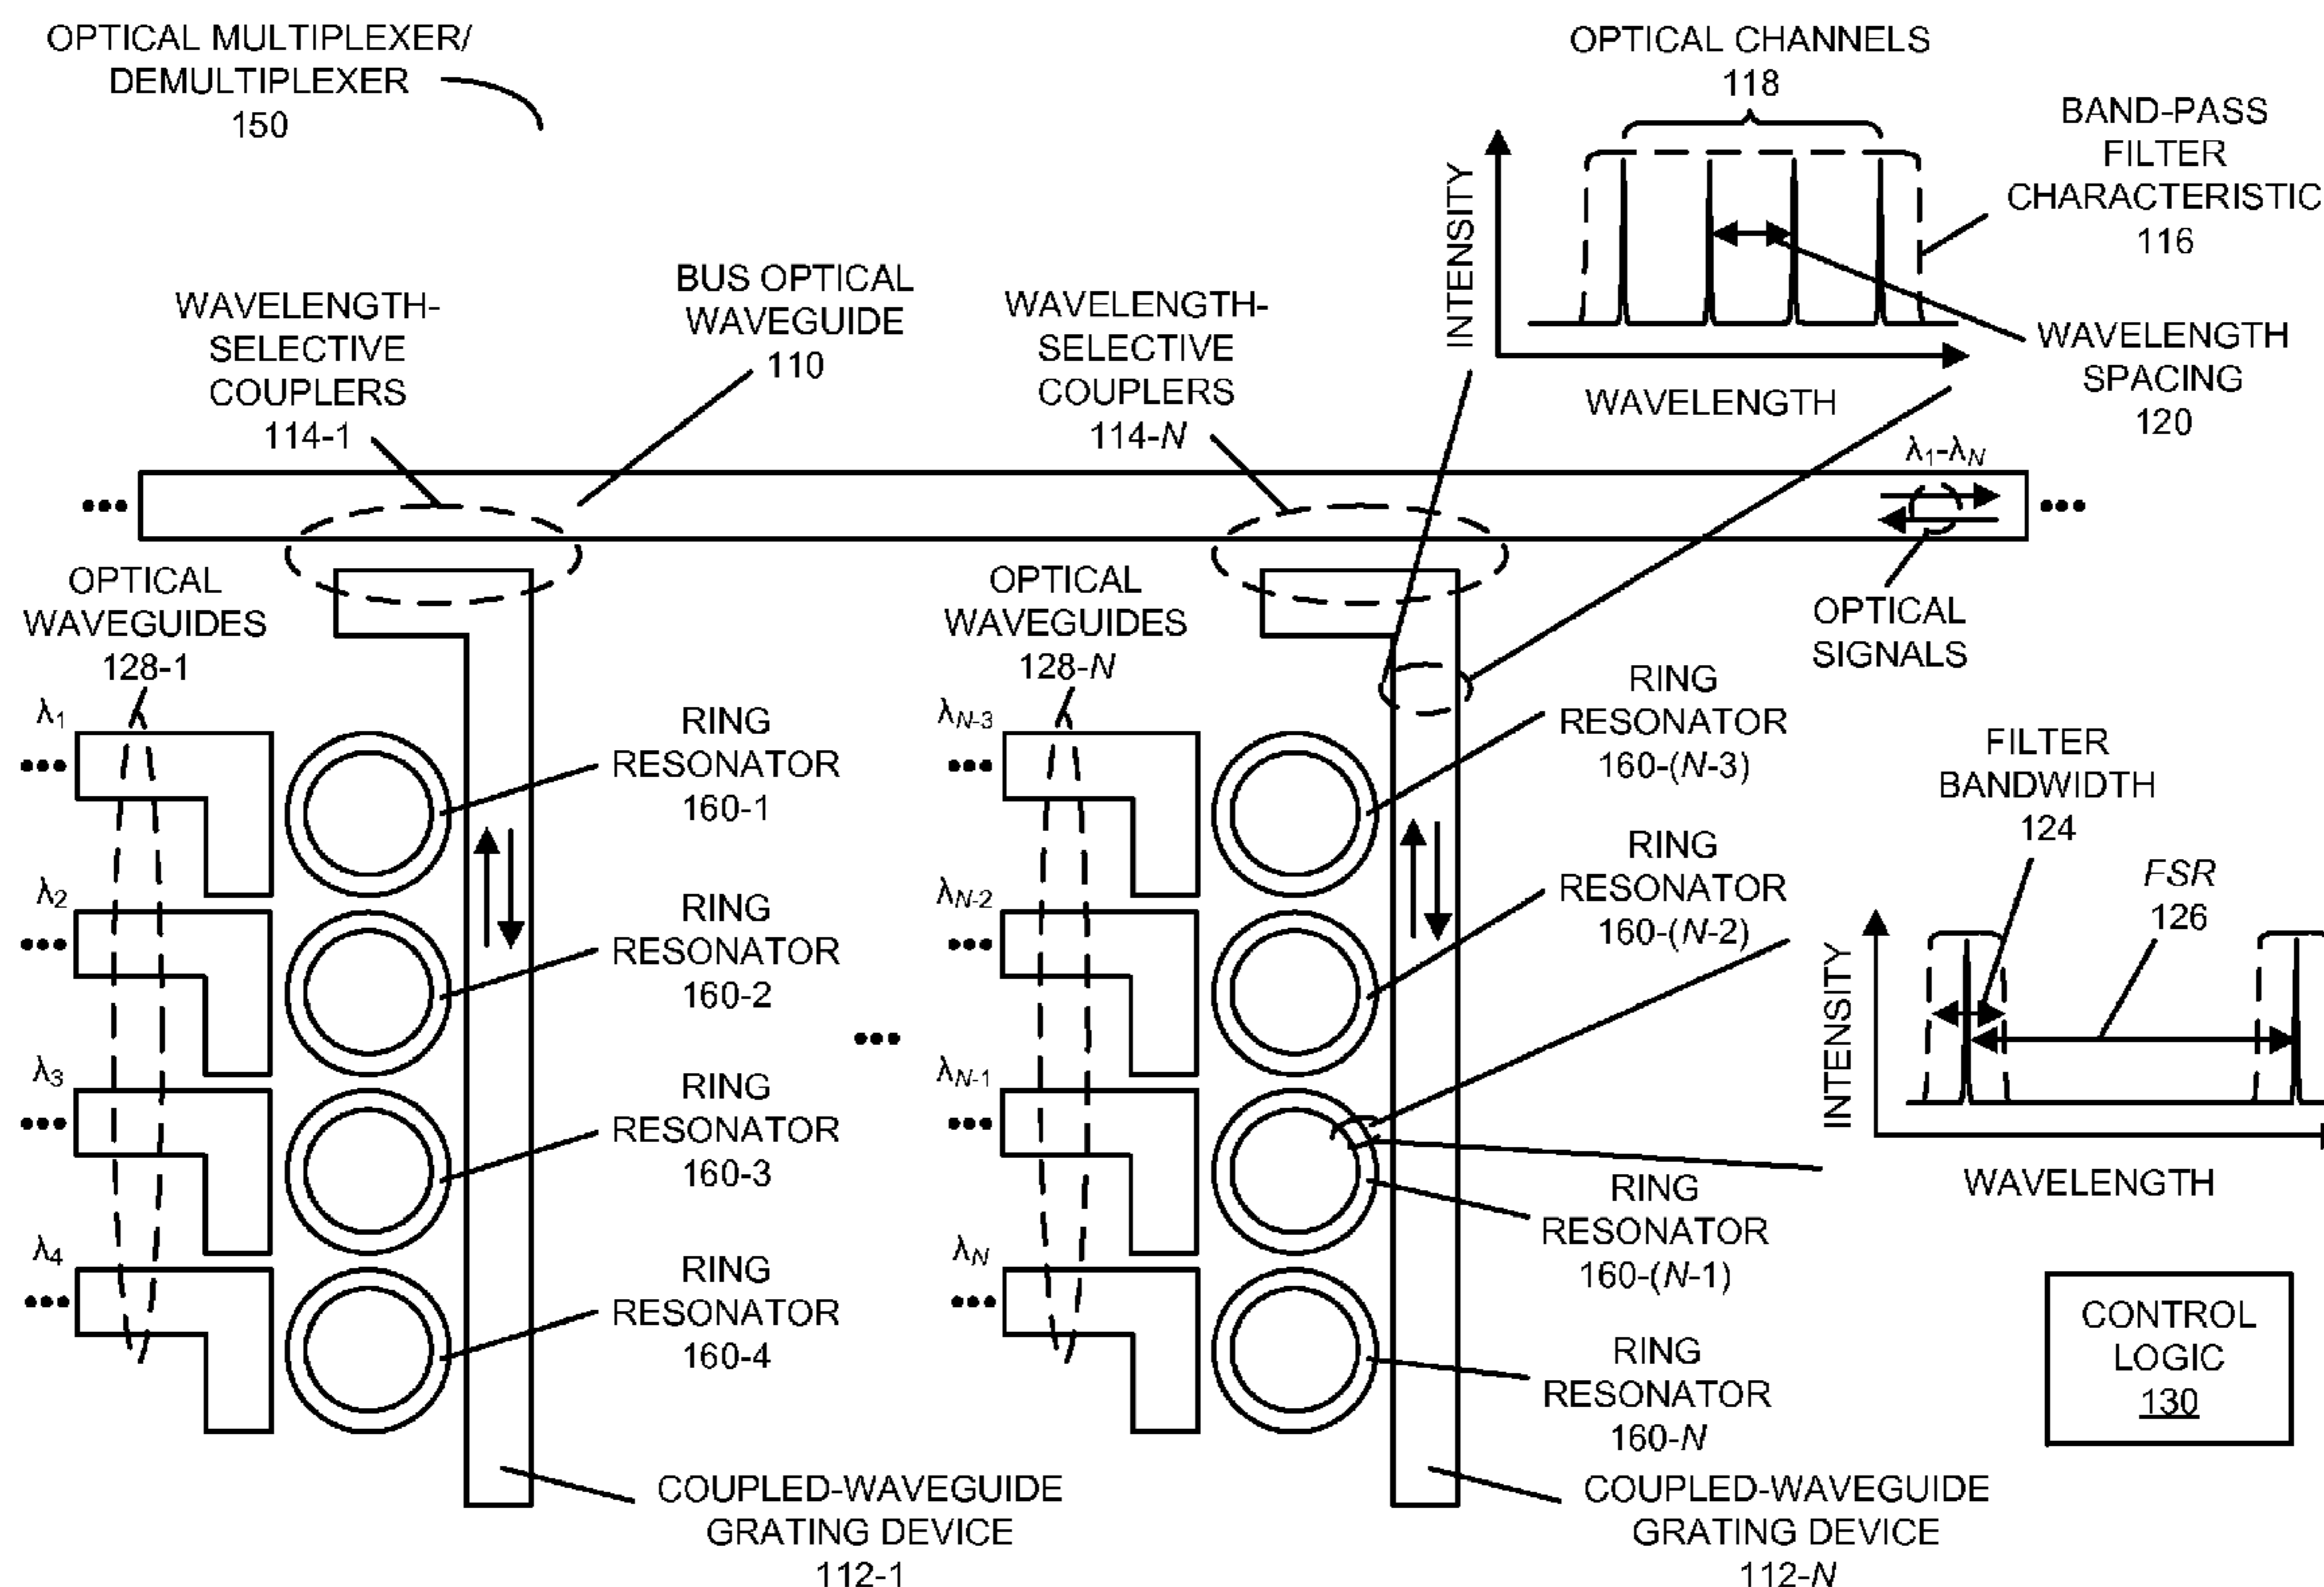 OPTICAL MULTIPLEXER/
DEMULTIPLEXER
150
OPTICAL CHANNELS
118
BAND-PASS
FILTER
CHARACTERISTIC
116
INTENSITY
WAVELENGTH
WAVELENGTH
SPACING
120
WAVELENGTH-
SELECTIVE
COUPLERS
114-1
BUS OPTICAL
WAVEGUIDE
110
WAVELENGTH-
SELECTIVE
COUPLERS
114-N
λ1-λN
•••
•••
OPTICAL
SIGNALS
OPTICAL
WAVEGUIDES
128-1
λ1
•••
λ2
•••
λ3
•••
λ4
•••
RING
RESONATOR
160-1
RING
RESONATOR
160-2
RING
RESONATOR
160-3
RING
RESONATOR
160-4
COUPLED-WAVEGUIDE
GRATING DEVICE
112-1
•••
OPTICAL
WAVEGUIDES
128-N
λN-3
•••
λN-2
•••
λN-1
•••
λN
•••
RING
RESONATOR
160-(N-3)
RING
RESONATOR
160-(N-2)
RING
RESONATOR
160-(N-1)
RING
RESONATOR
160-N
COUPLED-WAVEGUIDE
GRATING DEVICE
112-N
FILTER
BANDWIDTH
124
FSR
126
INTENSITY
WAVELENGTH
CONTROL
LOGIC
130